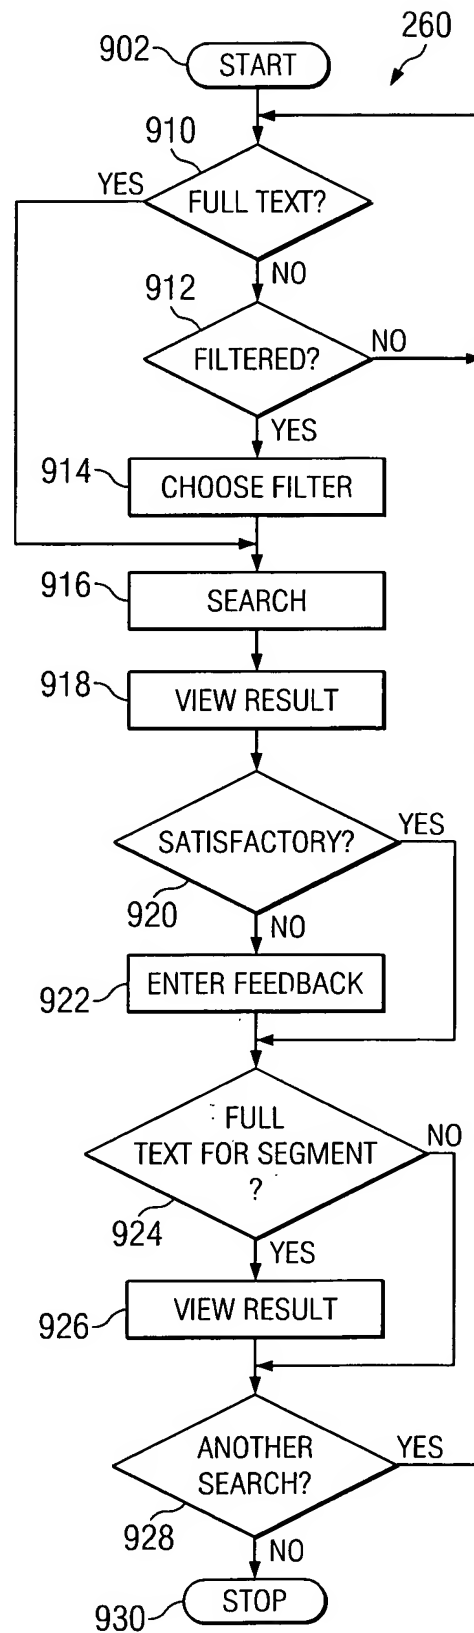 260
902
START
910
YES
FULL TEXT?
NO
912
FILTERED?
NO
YES
914
CHOOSE FILTER
916
SEARCH
918
VIEW RESULT
SATISFACTORY?
YES
920
NO
922
ENTER FEEDBACK
FULL
TEXT FOR SEGMENT
?
NO
924
YES
926
VIEW RESULT
ANOTHER
SEARCH?
YES
928
NO
930
STOP